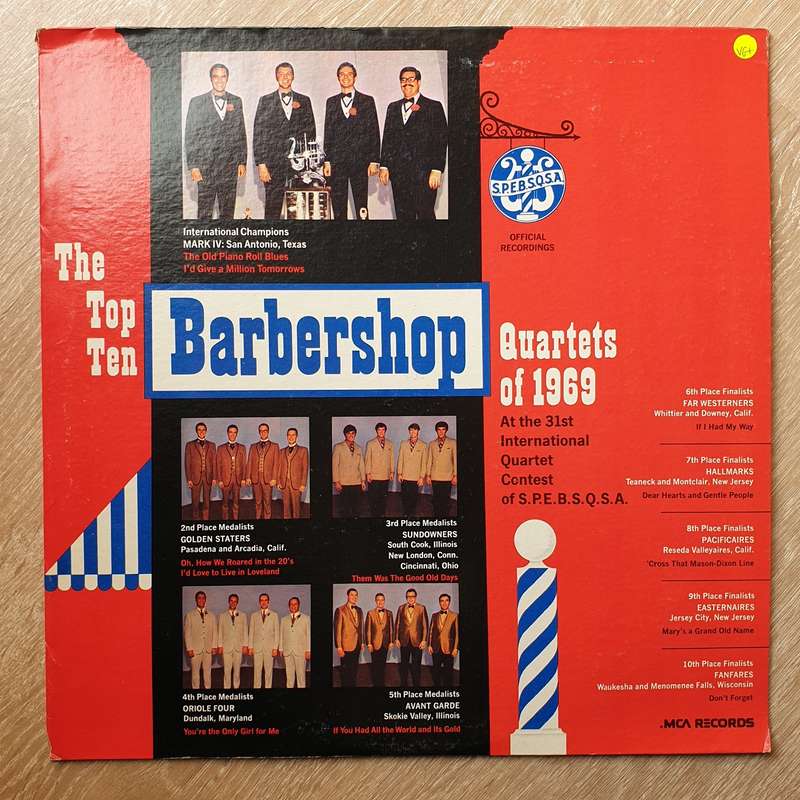 VG+
International Champions
MARK IV: San Antonio, Texas
The Old Piano Roll Blues
I'd Give a Million Tomorrows
S.P.E.B.S.Q.S.A.
OFFICIAL
RECORDINGS
The
Top
Ten
Barbershop
Quartets
of 1969
At the 31st
International
Quartet
Contest
of S.P.E.B.S.Q.S.A.
2nd Place Medalists
GOLDEN STATERS
Pasadena and Arcadia, Calif.
Oh, How We Roared in the 20's
I'd Love to Live in Loveland
3rd Place Medalists
SUNDOWNERS
South Cook, Illinois
New London, Conn.
Cincinnati, Ohio
Them Was The Good Old Days
4th Place Medalists
ORIOLE FOUR
Dundalk, Maryland
You're the Only Girl for Me
5th Place Medalists
AVANT GARDE
Skokie Valley, Illinois
If You Had All the World and Its Gold
6th Place Finalists
FAR WESTERNERS
Whittier and Downey, Calif.
If I Had My Way
7th Place Finalists
HALLMARKS
Teaneck and Montclair, New Jersey
Dear Hearts and Gentle People
8th Place Finalists
PACIFICAIRES
Reseda Valleyaires, Calif.
'Cross That Mason-Dixon Line
9th Place Finalists
EASTERNAIRES
Jersey City, New Jersey
Mary's a Grand Old Name
10th Place Finalists
FANFARES
Waukesha and Menomenee Falls, Wisconsin
Don't Forget
.MCA RECORDS